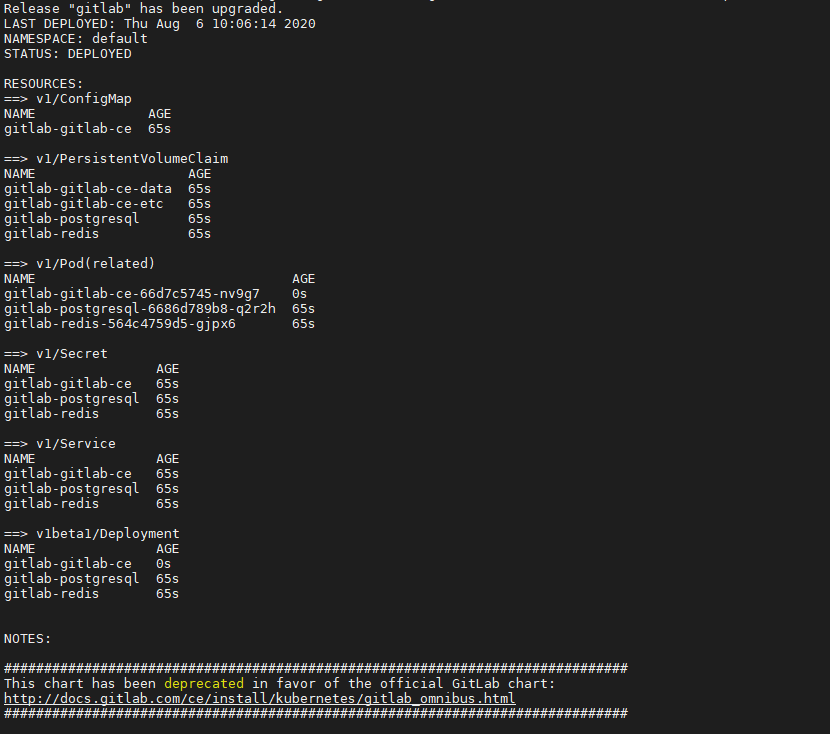 Release "gitlab" has been upgraded.
LAST DEPLOYED: Thu Aug  6 10:06:14 2020
NAMESPACE: default
STATUS: DEPLOYED

RESOURCES:
==> v1/ConfigMap
NAME              AGE
gitlab-gitlab-ce  65s

==> v1/PersistentVolumeClaim
NAME                   AGE
gitlab-gitlab-ce-data  65s
gitlab-gitlab-ce-etc   65s
gitlab-postgresql      65s
gitlab-redis           65s

==> v1/Pod(related)
NAME                                AGE
gitlab-gitlab-ce-66d7c5745-nv9g7    0s
gitlab-postgresql-6686d789b8-q2r2h  65s
gitlab-redis-564c4759d5-gjpx6       65s

==> v1/Secret
NAME               AGE
gitlab-gitlab-ce   65s
gitlab-postgresql  65s
gitlab-redis       65s

==> v1/Service
NAME               AGE
gitlab-gitlab-ce   65s
gitlab-postgresql  65s
gitlab-redis       65s

==> v1beta1/Deployment
NAME               AGE
gitlab-gitlab-ce   0s
gitlab-postgresql  65s
gitlab-redis       65s


NOTES:

##############################################################################
This chart has been deprecated in favor of the official GitLab chart:
http://docs.gitlab.com/ce/install/kubernetes/gitlab_omnibus.html
##############################################################################